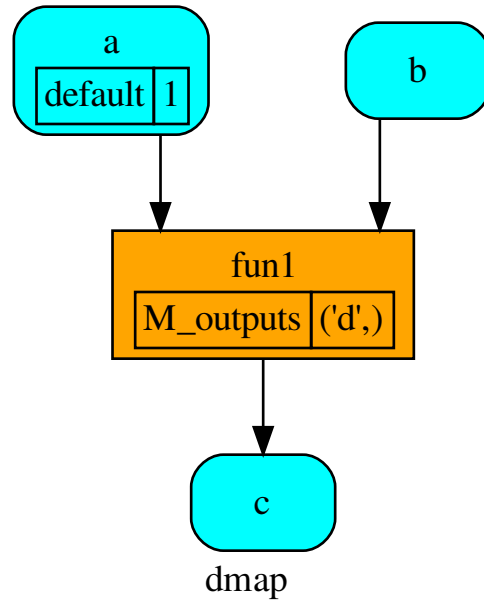 a
default 1
b
fun1
M_outputs ('d',)
c
dmap